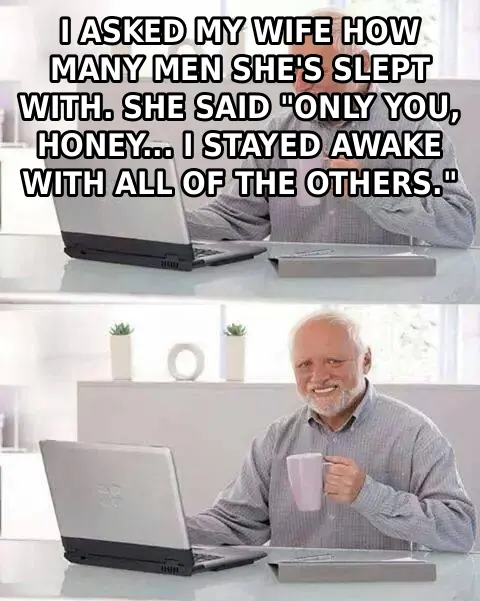 I ASKED MY WIFE HOW
MANY MEN SHE'S SLEPT
WITH. SHE SAID "ONLY YOU,
HONEY... I STAYED AWAKE
WITH ALL OF THE OTHERS."